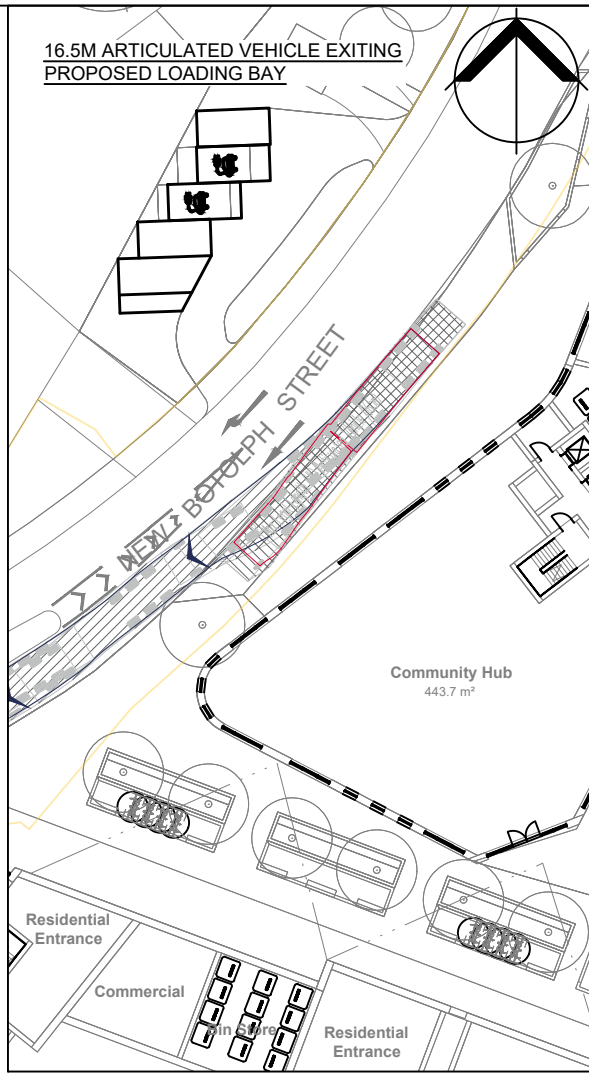 16.5M ARTICULATED VEHICLE EXITING
PROPOSED LOADING BAY
NEW BOTOLPH STREET
Community Hub
443.7 m²
Residential
Entrance
Commercial
Bin Store
Residential
Entrance